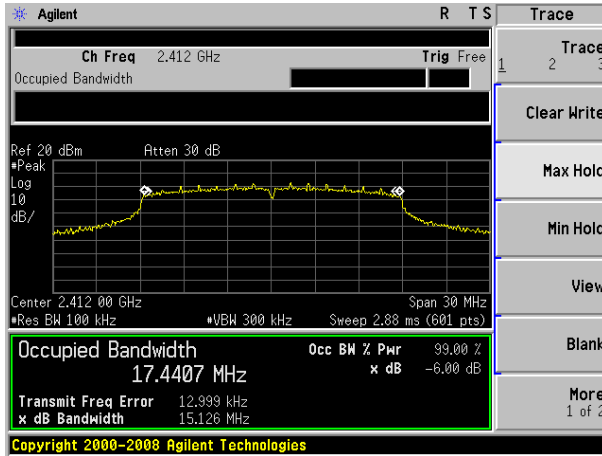 Agilent R T S Trace
Ch Freq 2.412 GHz Trig Free
Occupied Bandwidth
Trace
1 2 3
Clear Write
Max Hold
Min Hold
View
Blank
More
1 of 2
Ref 20 dBm Atten 30 dB
#Peak
Log
10
dB/
Center 2.412 00 GHz Span 30 MHz
#Res BW 100 kHz #VBW 300 kHz Sweep 2.88 ms (601 pts)
Occupied Bandwidth Occ BW % Pwr 99.00 %
17.4407 MHz x dB -6.00 dB
Transmit Freq Error 12.999 kHz
x dB Bandwidth 15.126 MHz
Copyright 2000-2008 Agilent Technologies